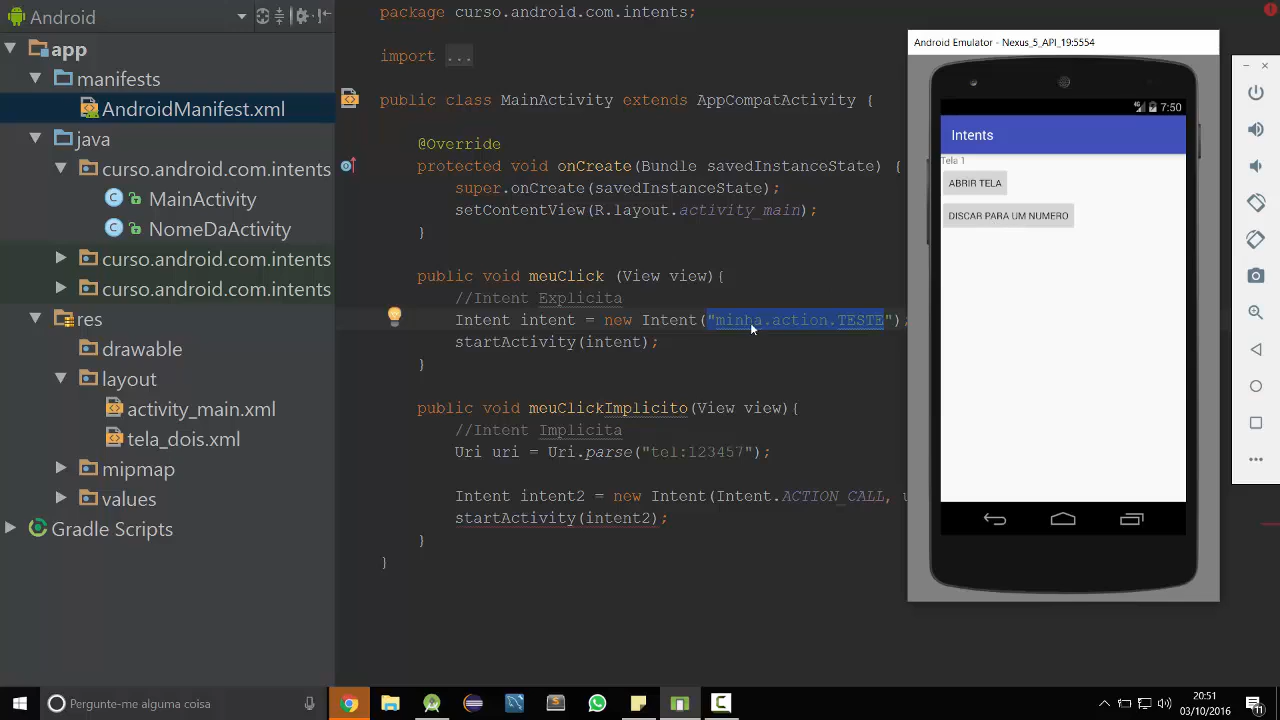 Android
app
manifests
AndroidManifest.xml
java
curso.android.com.intents
MainActivity
NomeDaActivity
curso.android.com.intents
curso.android.com.intents
res
drawable
layout
activity_main.xml
tela_dois.xml
mipmap
values
Gradle Scripts
package curso.android.com.intents;
import ...
public class MainActivity extends AppCompatActivity {
@Override
protected void onCreate(Bundle savedInstanceState) {
super.onCreate(savedInstanceState);
setContentView(R.layout.activity_main);
}
public void meuClick (View view){
//Intent Explicita
Intent intent = new Intent("minha.action.TESTE");
startActivity(intent);
}
public void meuClickImplicito(View view){
//Intent Implicita
Uri uri = Uri.parse("tel:123457");
Intent intent2 = new Intent(Intent.ACTION_CALL, u
startActivity(intent2);
}
}
Android Emulator - Nexus_5_API_19:5554
7:50
Intents
Tela 1
ABRIR TELA
DISCAR PARA UM NUMERO
Pergunte-me alguma coisa
20:51
03/10/2016
11